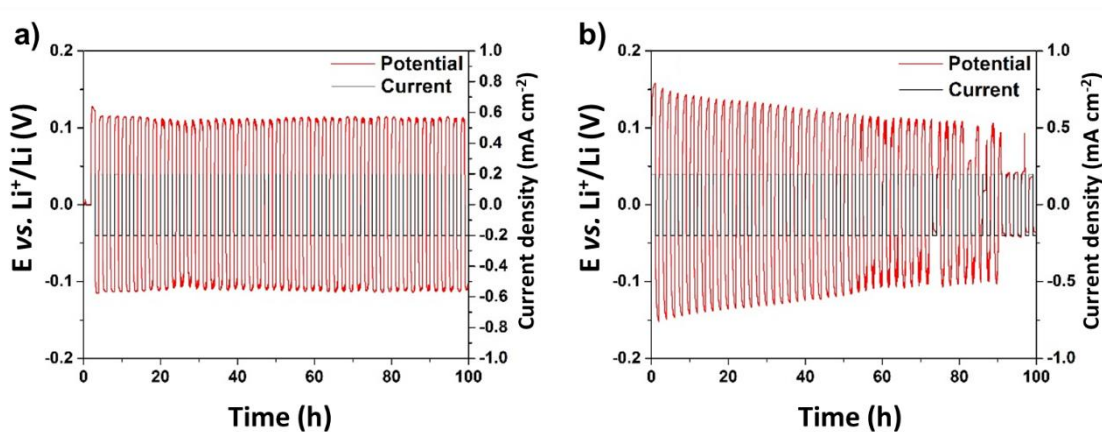 a)
Potential
Current
E vs. Li⁺/Li (V)
0.2
0.1
0.0
-0.1
-0.2
Current density (mA cm⁻²)
1.0
0.8
0.6
0.4
0.2
0.0
-0.2
-0.4
-0.6
-0.8
-1.0
0 20 40 60 80 100
Time (h)
b)
Potential
Current
E vs. Li⁺/Li (V)
0.2
0.1
0.0
-0.1
-0.2
Current density (mA cm⁻²)
1.0
0.5
0.0
-0.5
-1.0
0 20 40 60 80 100
Time (h)